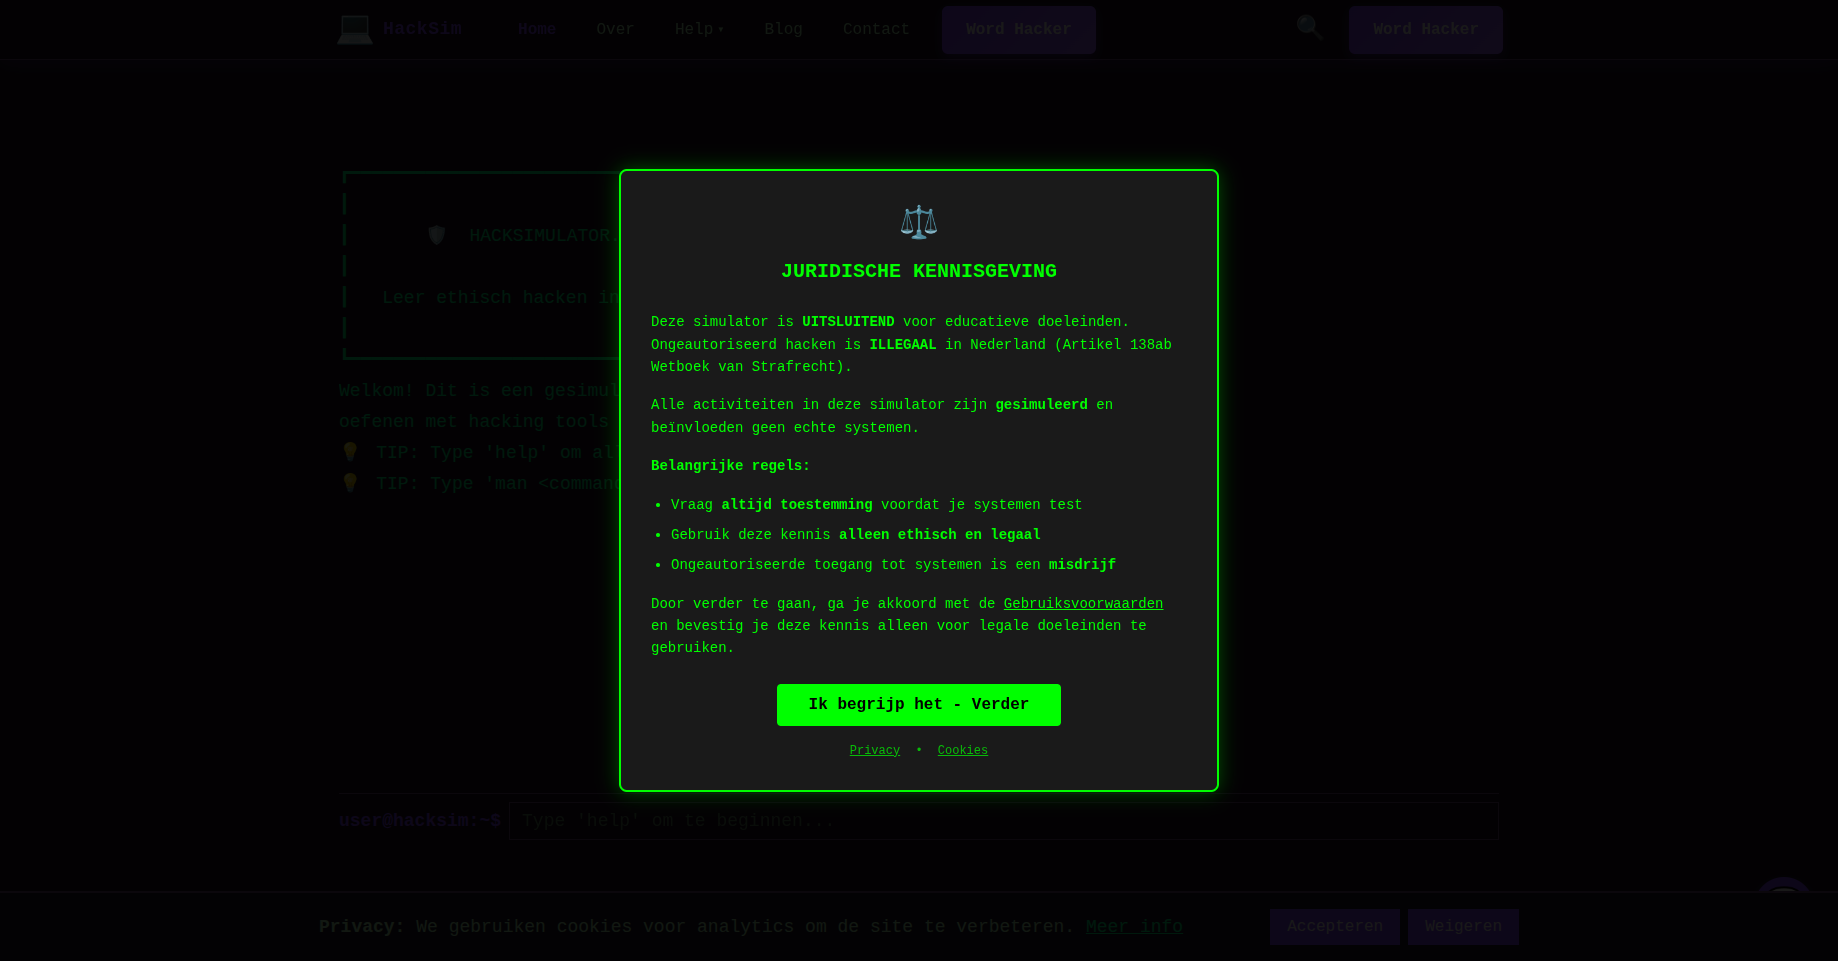 HackSim
Home
Over
Help ▾
Blog
Contact
Word Hacker
Word Hacker
HACKSIMULATOR.
Leer ethisch hacken in
Welkom! Dit is een gesimul
oefenen met hacking tools
TIP: Type 'help' om al
TIP: Type 'man <command
JURIDISCHE KENNISGEVING
Deze simulator is UITSLUITEND voor educatieve doeleinden.
Ongeautoriseerd hacken is ILLEGAAL in Nederland (Artikel 138ab
Wetboek van Strafrecht).
Alle activiteiten in deze simulator zijn gesimuleerd en
beïnvloeden geen echte systemen.
Belangrijke regels:
• Vraag altijd toestemming voordat je systemen test
• Gebruik deze kennis alleen ethisch en legaal
• Ongeautoriseerde toegang tot systemen is een misdrijf
Door verder te gaan, ga je akkoord met de Gebruiksvoorwaarden
en bevestig je deze kennis alleen voor legale doeleinden te
gebruiken.
Ik begrijp het - Verder
Privacy • Cookies
user@hacksim:~$ Type 'help' om te beginnen...
Privacy: We gebruiken cookies voor analytics om de site te verbeteren. Meer info
Accepteren
Weigeren